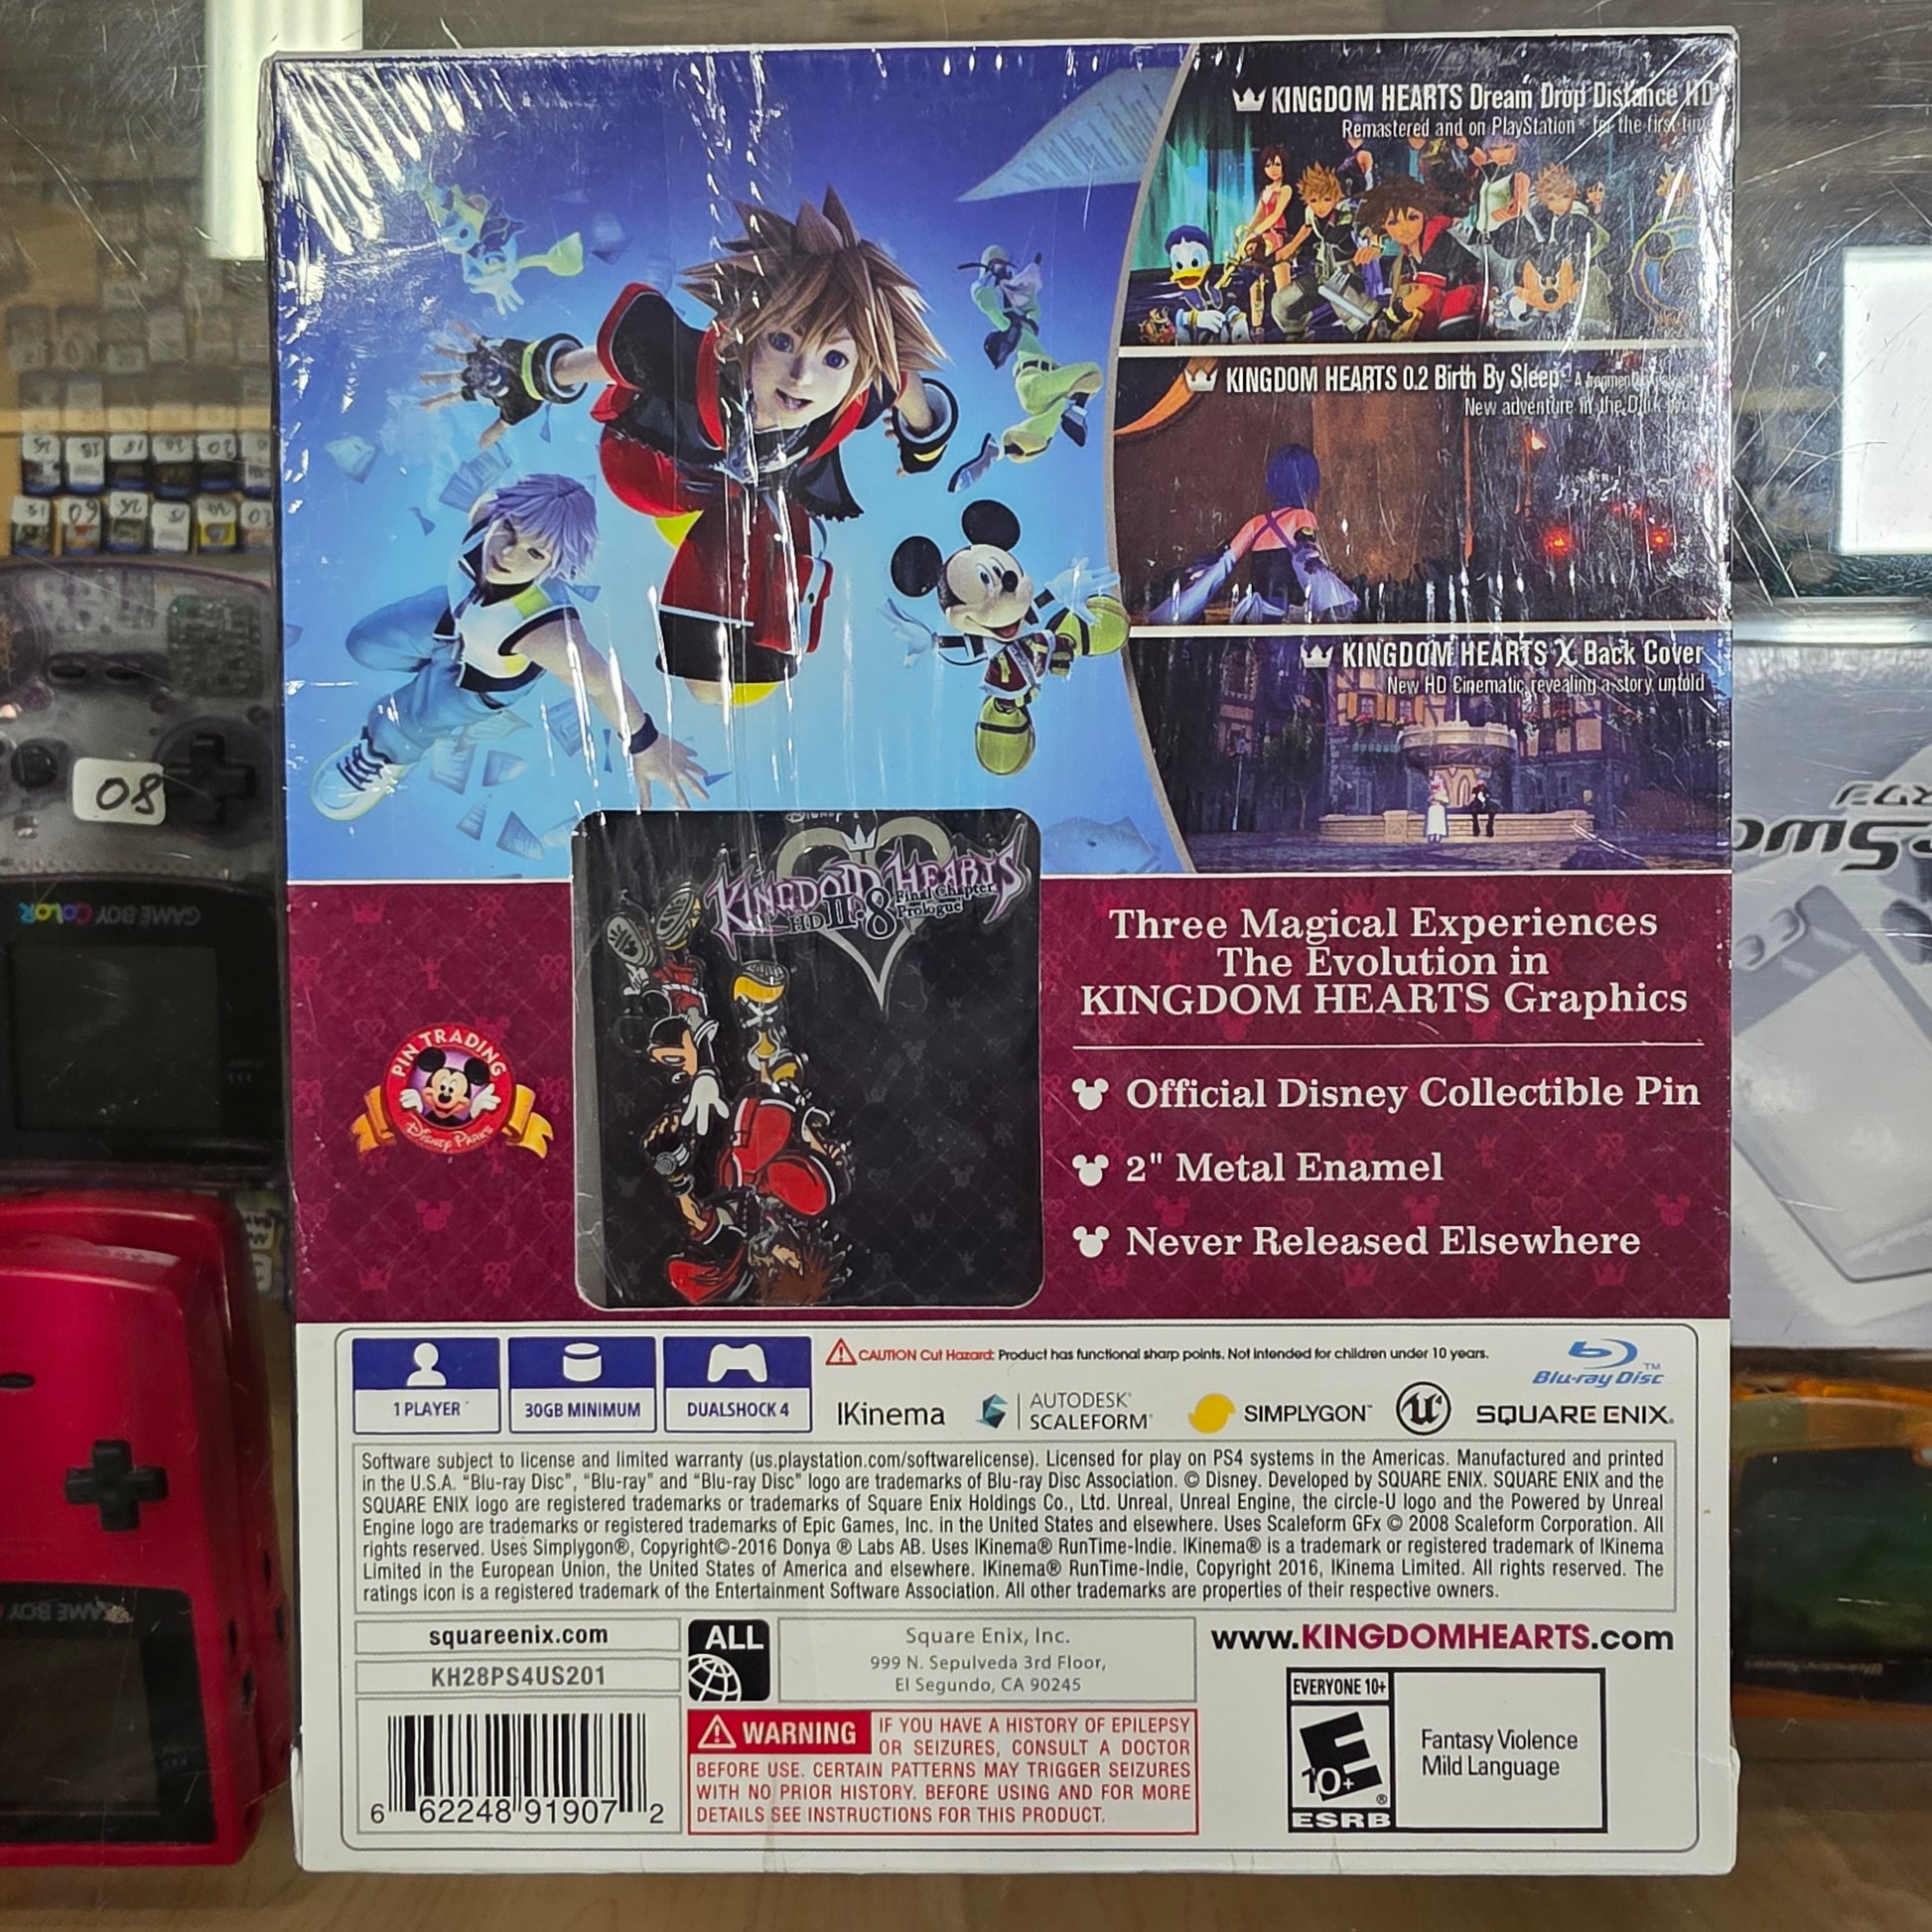 KINGDOM HEARTS Dream Drop Distance HD
Remastered and on PlayStation® for the first time
KINGDOM HEARTS 0.2 Birth By Sleep - A fragmentary
New adventure in the Dark
KINGDOM HEARTS χ Back Cover
New HD Cinematic revealing a story untold
Disney
KINGDOM HEARTS
HD II.8 Final Chapter
Prologue
PIN TRADING
DISNEY PARKS
Three Magical Experiences
The Evolution in
KINGDOM HEARTS Graphics
Official Disney Collectible Pin
2" Metal Enamel
Never Released Elsewhere
1 PLAYER
30GB MINIMUM
DUALSHOCK 4
CAUTION Cut Hazard: Product has functional sharp points. Not intended for children under 10 years.
Blu-ray Disc™
IKinema
AUTODESK®
SCALEFORM®
SIMPLYGON™
SQUARE ENIX.
Software subject to license and limited warranty (us.playstation.com/softwarelicense). Licensed for play on PS4 systems in the Americas. Manufactured and printed
in the U.S.A. “Blu-ray Disc”, “Blu-ray” and “Blu-ray Disc” logo are trademarks of Blu-ray Disc Association. © Disney. Developed by SQUARE ENIX. SQUARE ENIX and the
SQUARE ENIX logo are registered trademarks or trademarks of Square Enix Holdings Co., Ltd. Unreal, Unreal Engine, the circle-U logo and the Powered by Unreal
Engine logo are trademarks or registered trademarks of Epic Games, Inc. in the United States and elsewhere. Uses Scaleform GFx © 2008 Scaleform Corporation. All
rights reserved. Uses Simplygon®, Copyright©-2016 Donya ® Labs AB. Uses IKinema® RunTime-Indie. IKinema® is a trademark or registered trademark of IKinema
Limited in the European Union, the United States of America and elsewhere. IKinema® RunTime-Indie, Copyright 2016, IKinema Limited. All rights reserved. The
ratings icon is a registered trademark of the Entertainment Software Association. All other trademarks are properties of their respective owners.
squareenix.com
KH28PS4US201
ALL
Square Enix, Inc.
999 N. Sepulveda 3rd Floor,
El Segundo, CA 90245
www.KINGDOMHEARTS.com
6 62248 91907 2
WARNING IF YOU HAVE A HISTORY OF EPILEPSY
OR SEIZURES, CONSULT A DOCTOR
BEFORE USE. CERTAIN PATTERNS MAY TRIGGER SEIZURES
WITH NO PRIOR HISTORY. BEFORE USING AND FOR MORE
DETAILS SEE INSTRUCTIONS FOR THIS PRODUCT.
EVERYONE 10+
E
10+
®
ESRB
Fantasy Violence
Mild Language
80
GAME BOY COLOR
GAME BOY